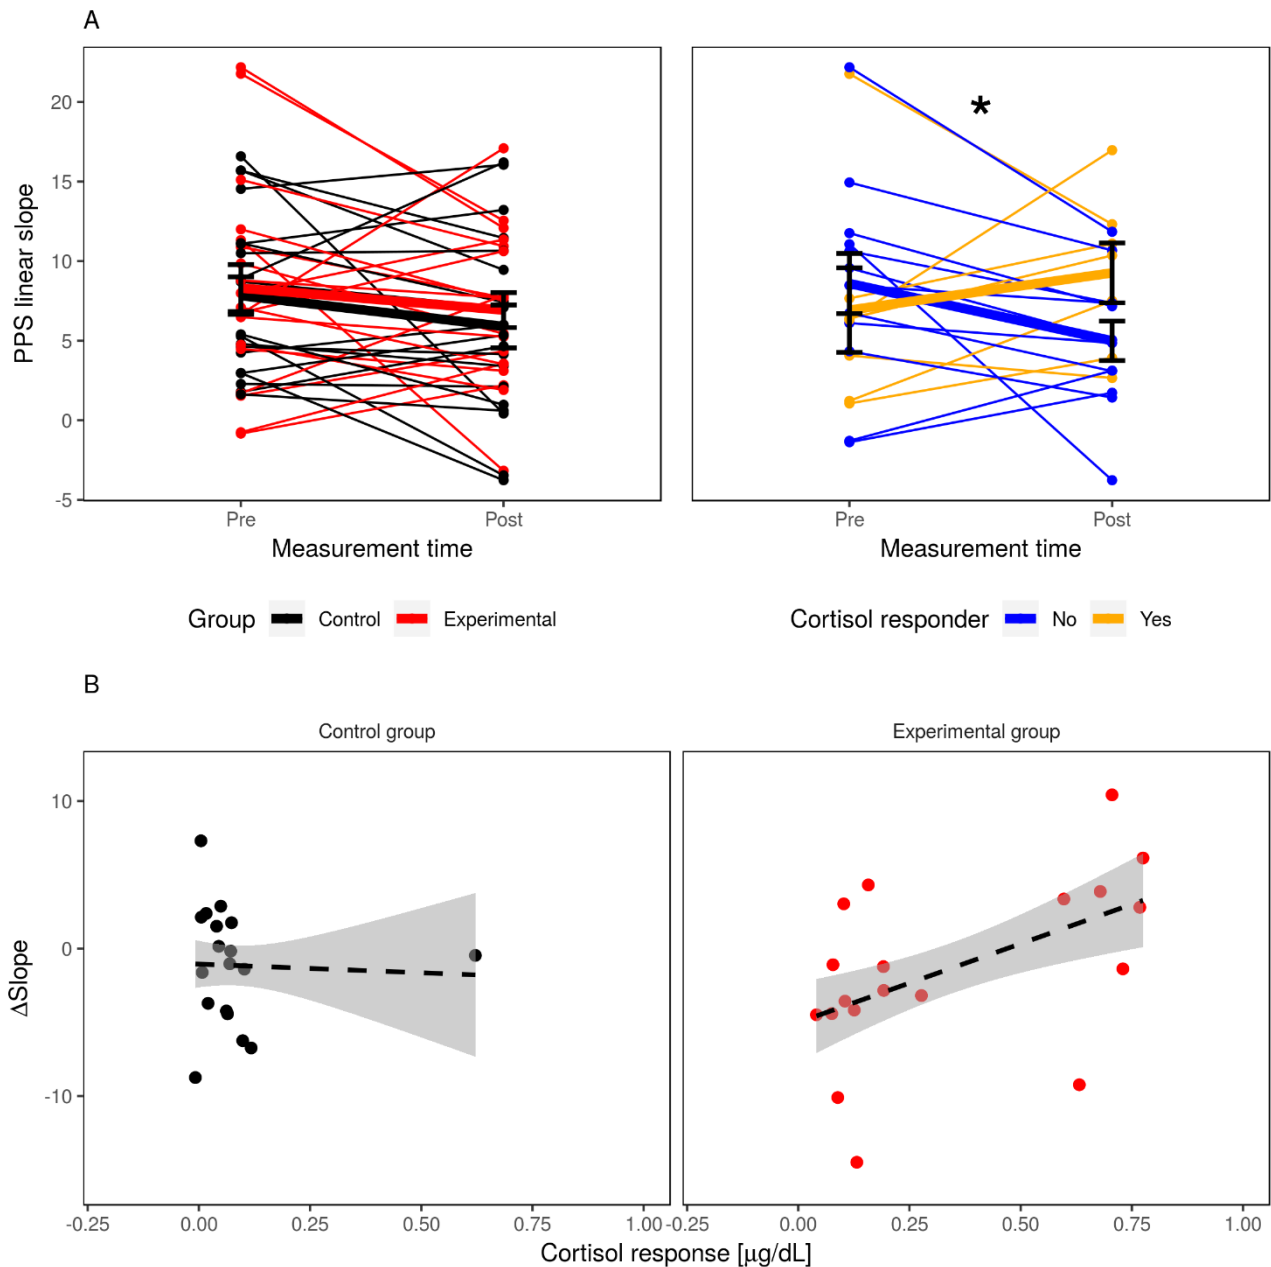 A
*
PPS linear slope
20
15
10
5
0
-5
Pre
Post
Pre
Post
Measurement time
Measurement time
Group
Control
Experimental
Cortisol responder
No
Yes
B
Control group
Experimental group
ΔSlope
10
0
-10
-0.25
0.00
0.25
0.50
0.75
1.00
-0.25
0.00
0.25
0.50
0.75
1.00
Cortisol response [μg/dL]